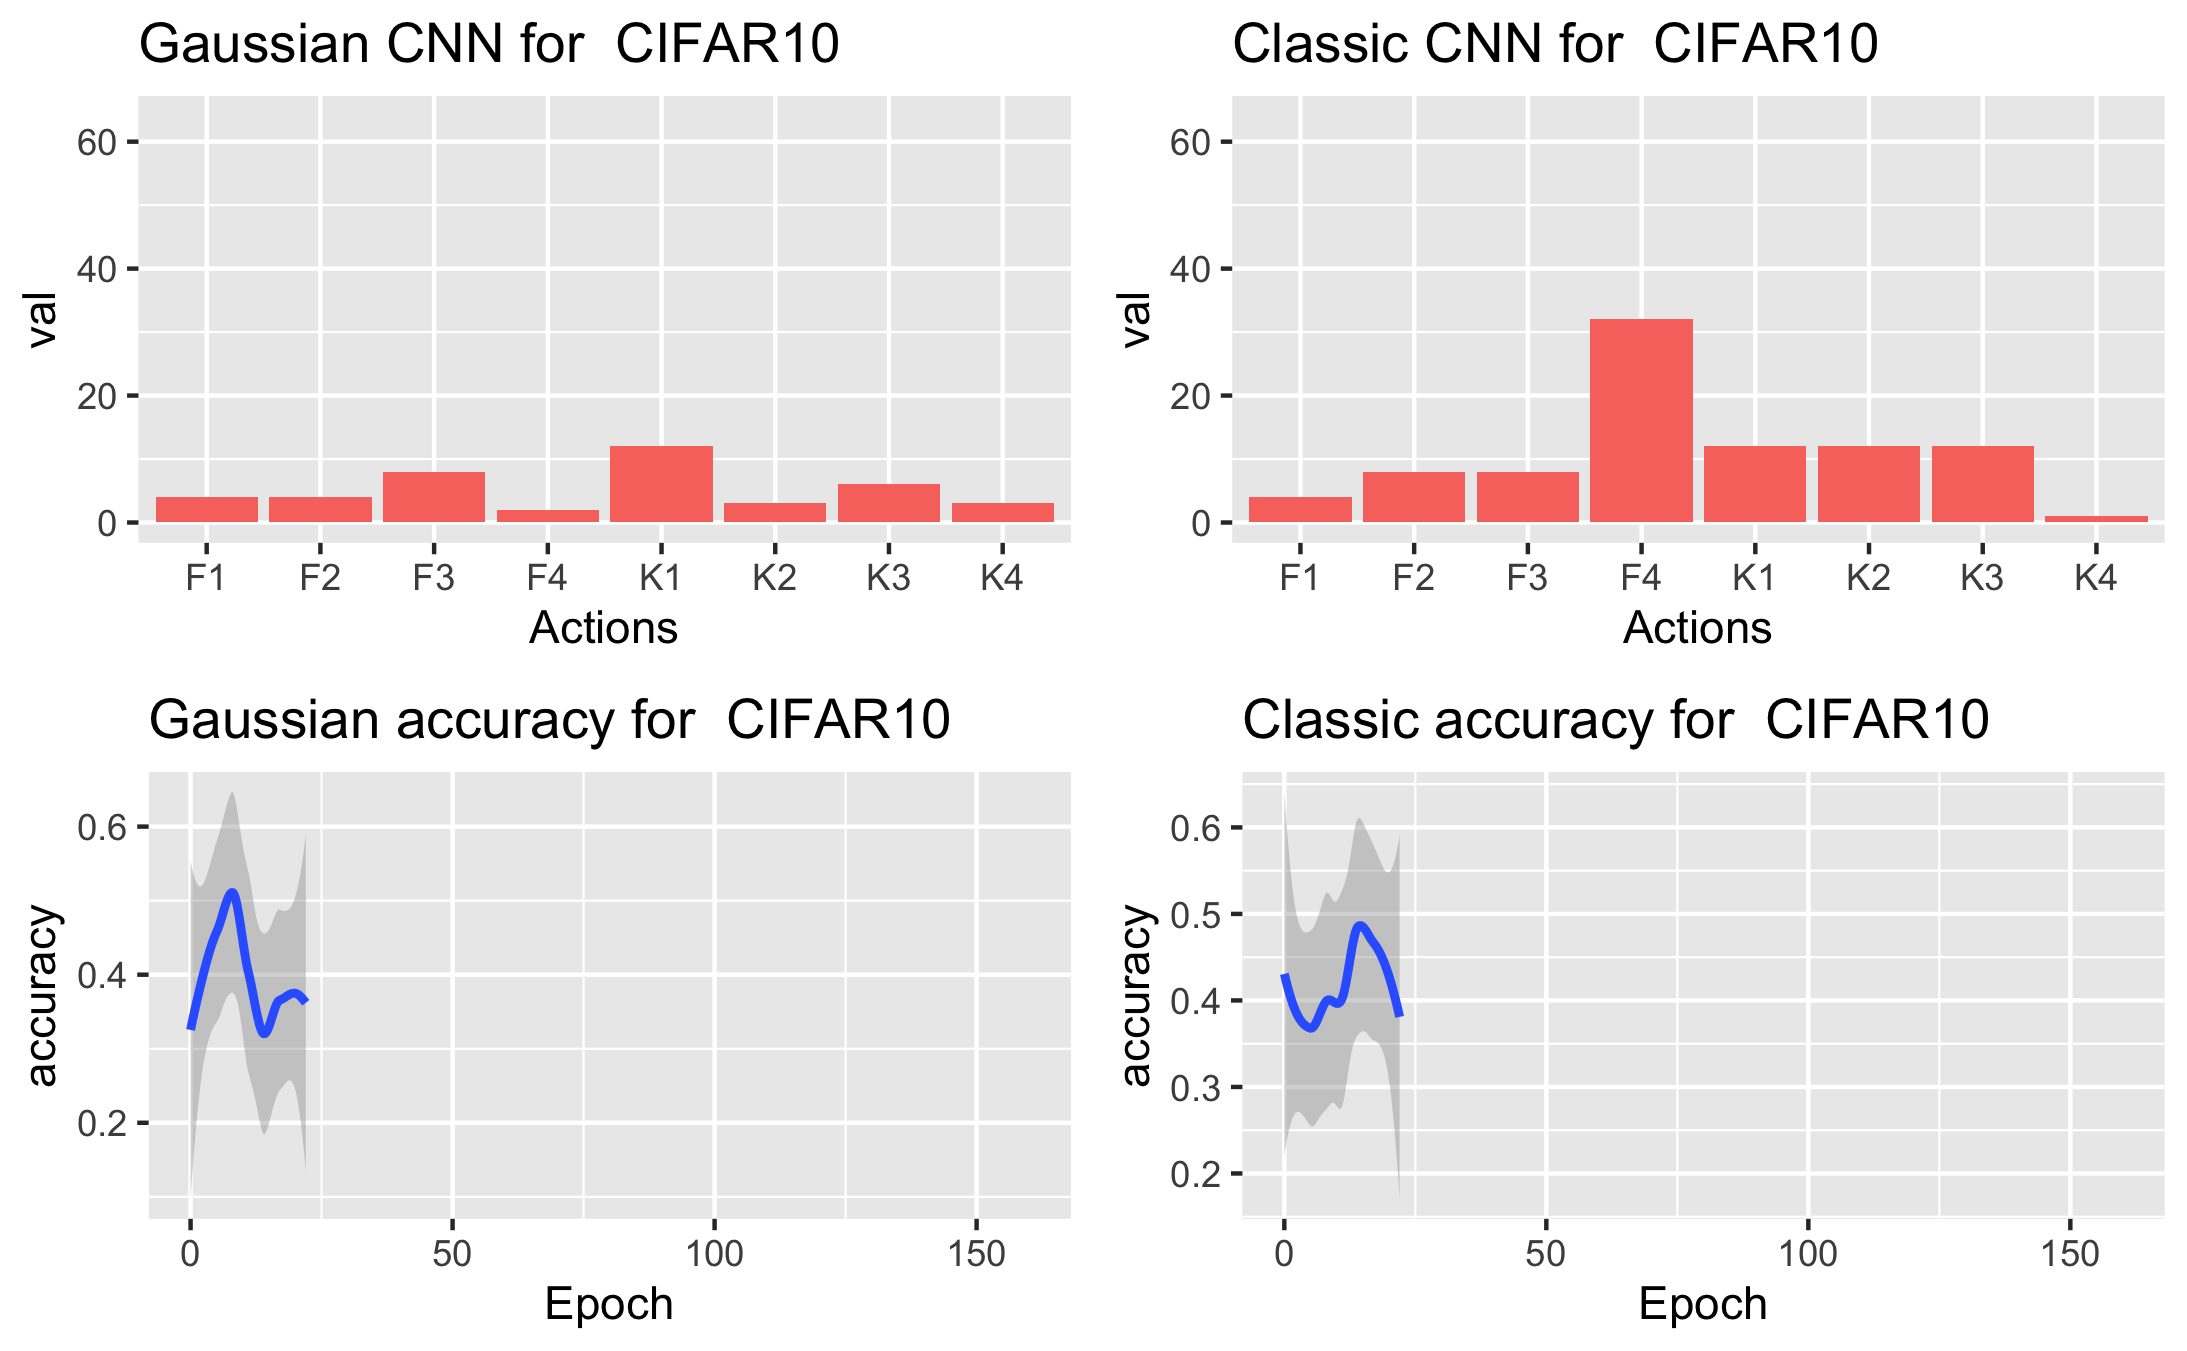 Gaussian CNN for  CIFAR10
60
40
20
0
val
F1 F2 F3 F4 K1 K2 K3 K4
Actions
Classic CNN for  CIFAR10
60
40
20
0
val
F1 F2 F3 F4 K1 K2 K3 K4
Actions
Gaussian accuracy for  CIFAR10
0.6
0.4
0.2
accuracy
0 50 100 150
Epoch
Classic accuracy for  CIFAR10
0.6
0.5
0.4
0.3
0.2
accuracy
0 50 100 150
Epoch